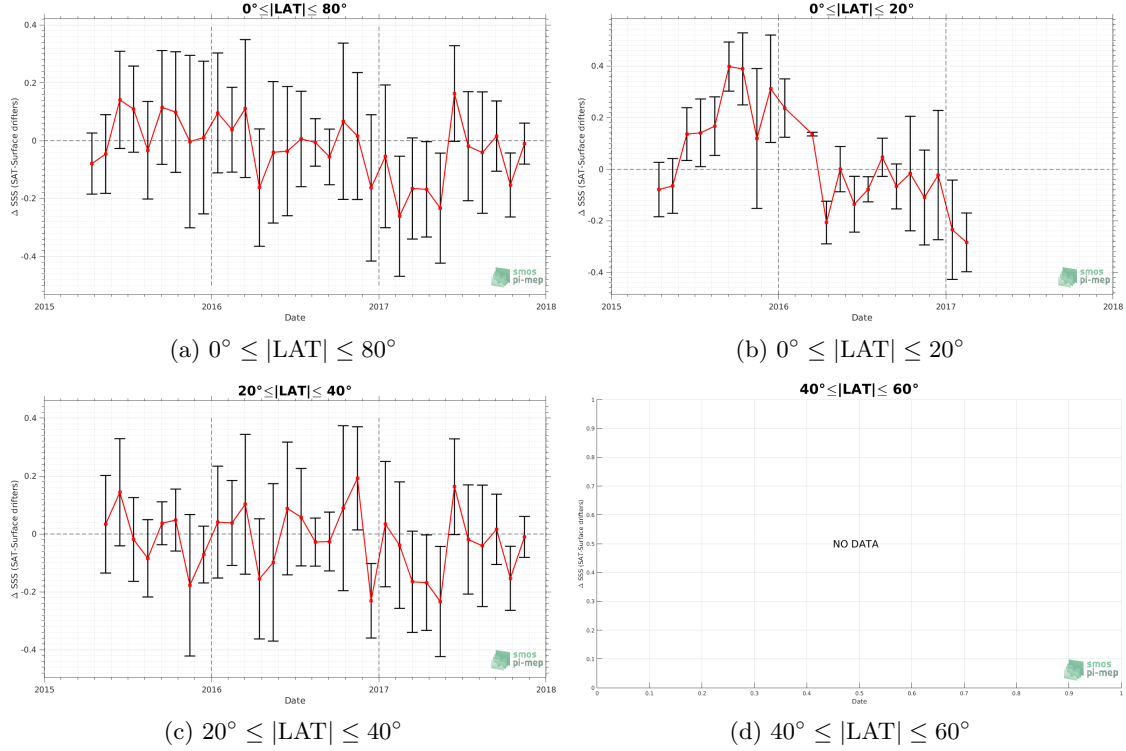 0°≤|LAT|≤ 80°
0.4
0.2
0
-0.2
-0.4
Δ SSS (SAT-Surface drifters)
2015
2016
2017
2018
Date
smos
pi-mep
(a) 0° ≤ |LAT| ≤ 80°
0°≤|LAT|≤ 20°
0.4
0.2
0
-0.2
-0.4
Δ SSS (SAT-Surface drifters)
2015
2016
2017
2018
Date
smos
pi-mep
(b) 0° ≤ |LAT| ≤ 20°
20°≤|LAT|≤ 40°
0.4
0.2
0
-0.2
-0.4
Δ SSS (SAT-Surface drifters)
2015
2016
2017
2018
Date
smos
pi-mep
(c) 20° ≤ |LAT| ≤ 40°
40°≤|LAT|≤ 60°
1
0.9
0.8
0.7
0.6
0.5
0.4
0.3
0.2
0.1
0
Δ SSS (SAT-Surface drifters)
NO DATA
0
0.1
0.2
0.3
0.4
0.5
0.6
0.7
0.8
0.9
1
Date
smos
pi-mep
(d) 40° ≤ |LAT| ≤ 60°